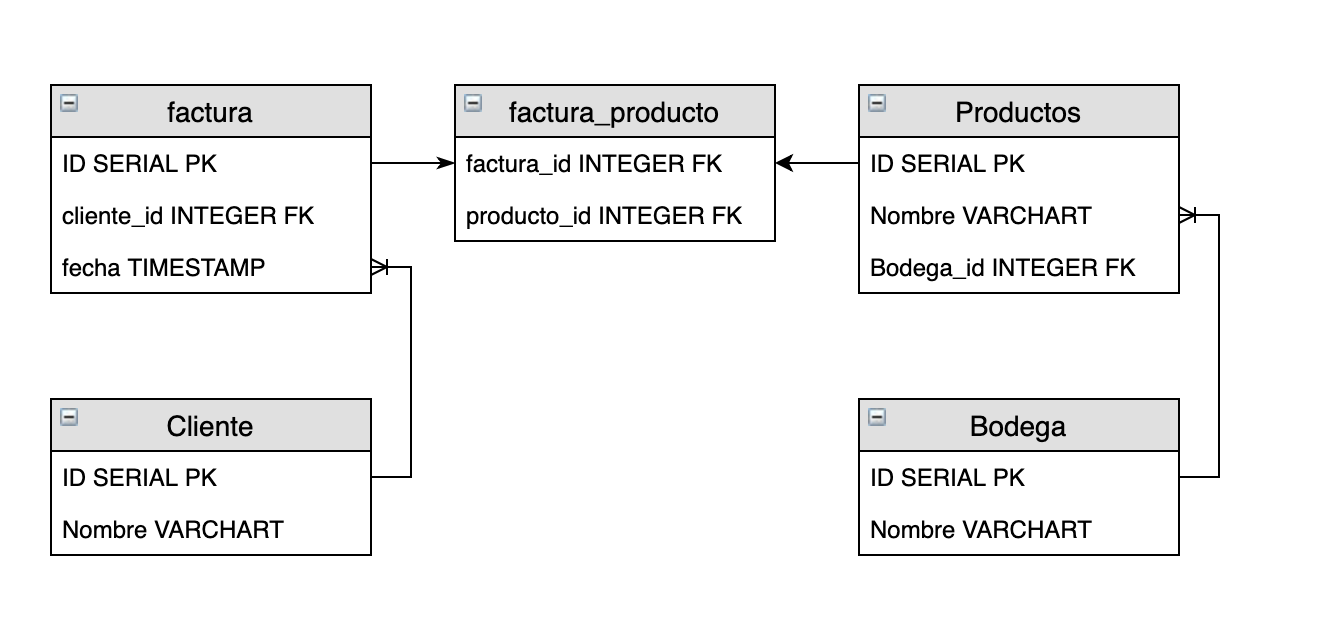 factura
ID SERIAL PK
cliente_id INTEGER FK
fecha TIMESTAMP
factura_producto
factura_id INTEGER FK
producto_id INTEGER FK
Productos
ID SERIAL PK
Nombre VARCHART
Bodega_id INTEGER FK
Cliente
ID SERIAL PK
Nombre VARCHART
Bodega
ID SERIAL PK
Nombre VARCHART